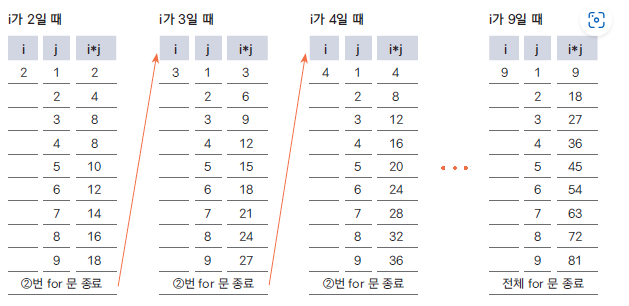 i가 2일 때
i j i*j
2 1 2
2 4
3 8
4 8
5 10
6 12
7 14
8 16
9 18
②번 for 문 종료
i가 3일 때
i j i*j
3 1 3
2 6
3 9
4 12
5 15
6 18
7 21
8 24
9 27
②번 for 문 종료
i가 4일 때
i j i*j
4 1 4
2 8
3 12
4 16
5 20
6 24
7 28
8 32
9 36
②번 for 문 종료
i가 9일 때
i j i*j
9 1 9
2 18
3 27
4 36
5 45
6 54
7 63
8 72
9 81
전체 for 문 종료